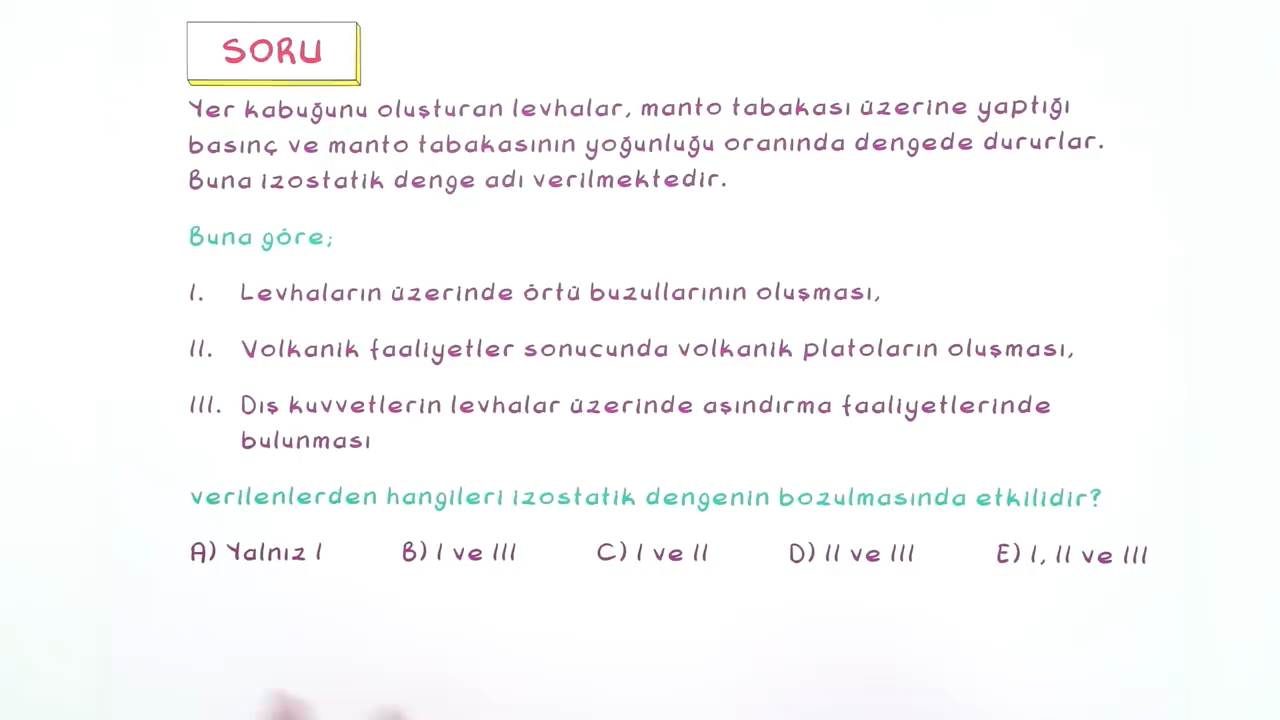 SORU
Yer kabuğunu oluşturan levhalar, manto tabakası üzerine yaptığı
basınç ve manto tabakasının yoğunluğu oranında dengede dururlar.
Buna izostatik denge adı verilmektedir.
Buna göre;
I. Levhaların üzerinde örtü buzullarının oluşması,
II. Volkanik faaliyetler sonucunda volkanik platoların oluşması,
III. Dış kuvvetlerin levhalar üzerinde aşındırma faaliyetlerinde
bulunması
verilenlerden hangileri izostatik dengenin bozulmasında etkilidir?
A) Yalnız I B) I ve III C) I ve II D) II ve III E) I, II ve III